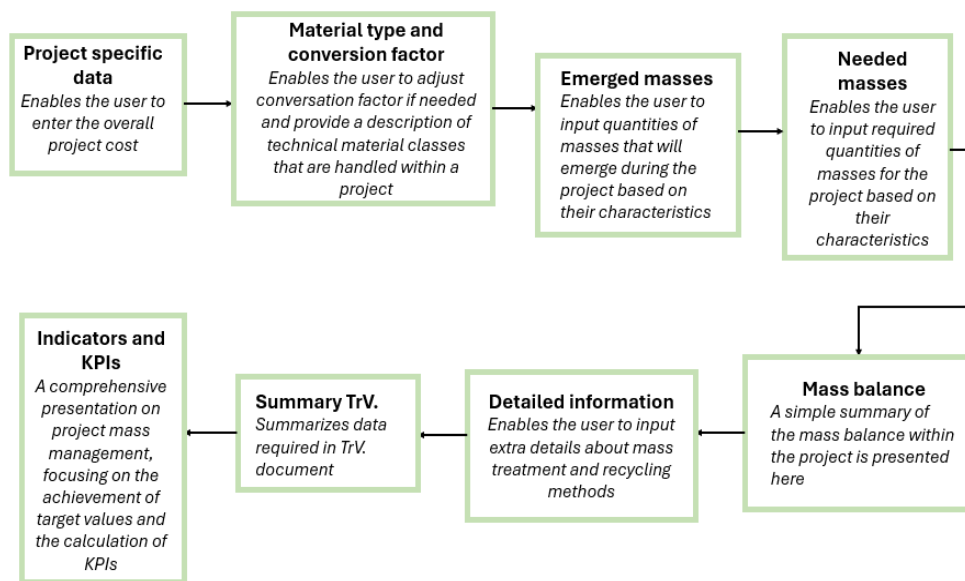 Project specific
data
Enables the user to
enter the overall
project cost
Material type and
conversion factor
Enables the user to adjust
conversation factor if needed
and provide a description of
technical material classes
that are handled within a
project
Emerged masses
Enables the user to
input quantities of
masses that will
emerge during the
project based on
their characteristics
Needed
masses
Enables the user
to input required
quantities of
masses for the
project based on
their
characteristics
Indicators and
KPIs
A comprehensive
presentation on
project mass
management,
focusing on the
achievement of
target values and
the calculation of
KPIs
Summary TrV.
Summarizes data
required in TrV.
document
Detailed information
Enables the user to input
extra details about mass
treatment and recycling
methods
Mass balance
A simple summary of
the mass balance within
the project is presented
here